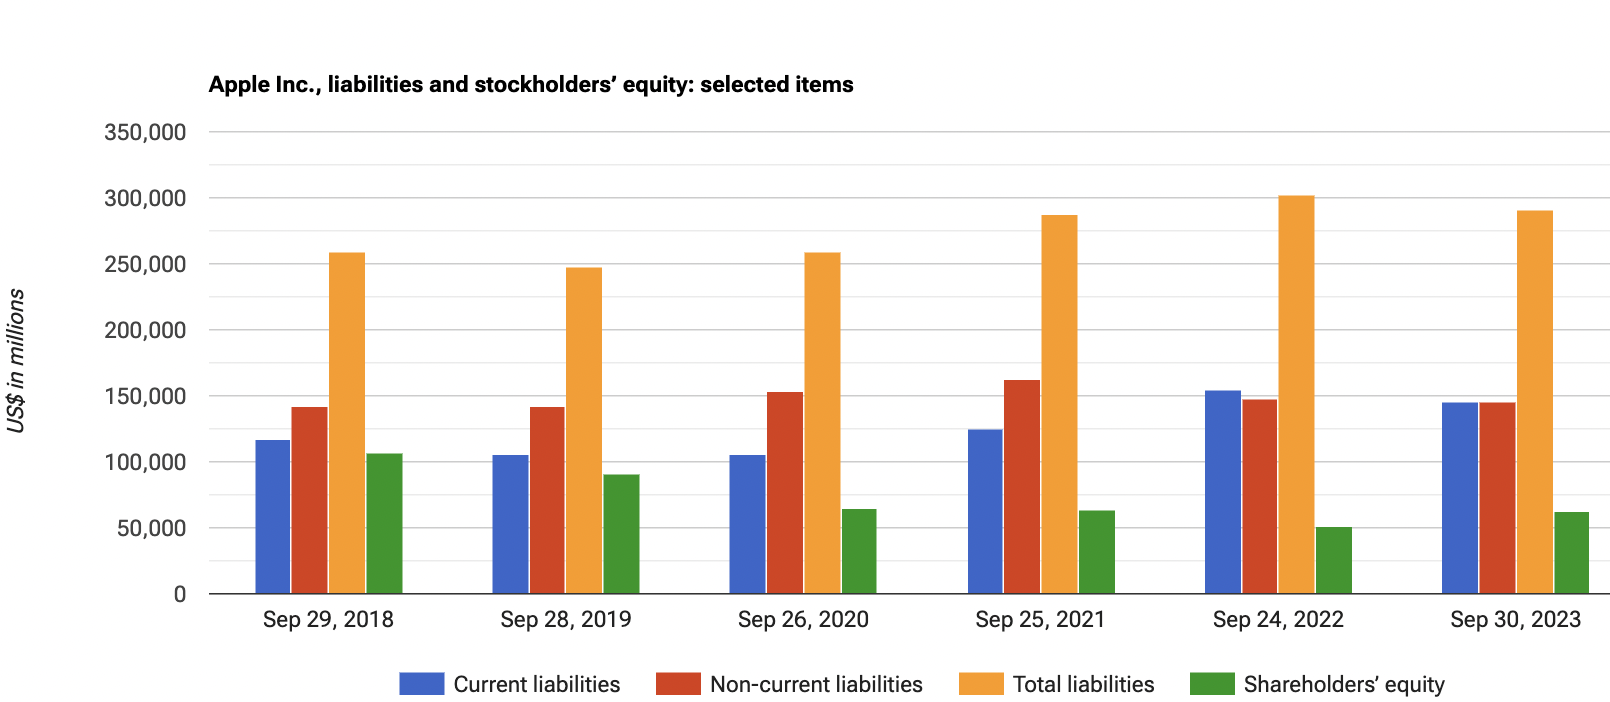 Apple Inc., liabilities and stockholders’ equity: selected items
US$ in millions
350,000
300,000
250,000
200,000
150,000
100,000
50,000
0
Sep 29, 2018 Sep 28, 2019 Sep 26, 2020 Sep 25, 2021 Sep 24, 2022 Sep 30, 2023
Current liabilities Non-current liabilities Total liabilities Shareholders’ equity